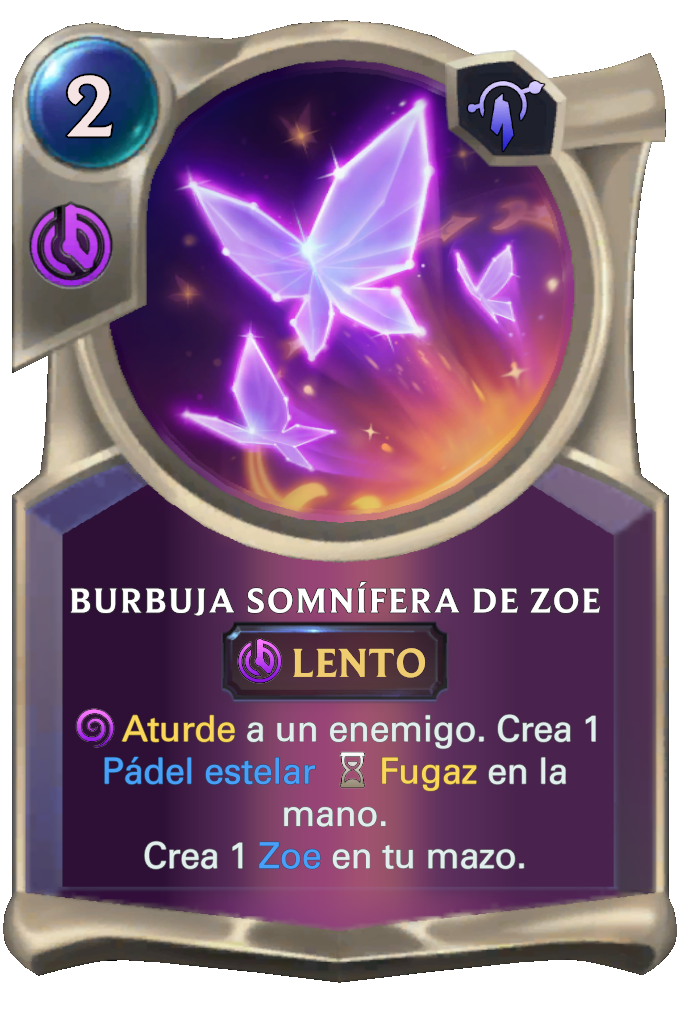 2
BURBUJA SOMNÍFERA DE ZOE
LENTO
Aturde a un enemigo. Crea 1
Pádel estelar Fugaz en la
mano.
Crea 1 Zoe en tu mazo.